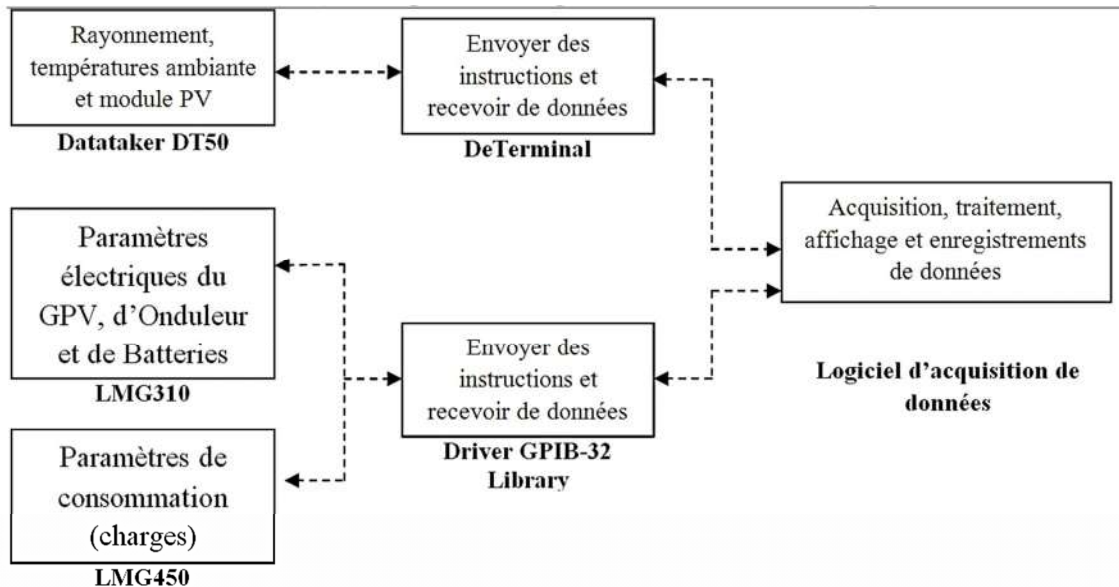 Rayonnement,
températures ambiante
et module PV
Datataker DT50
Envoyer des
instructions et
recevoir de données
DeTerminal
Paramètres
électriques du
GPV, d’Onduleur
et de Batteries
LMG310
Paramètres de
consommation
(charges)
LMG450
Envoyer des
instructions et
recevoir de données
Driver GPIB-32
Library
Acquisition, traitement,
affichage et enregistrements
de données
Logiciel d’acquisition de
données